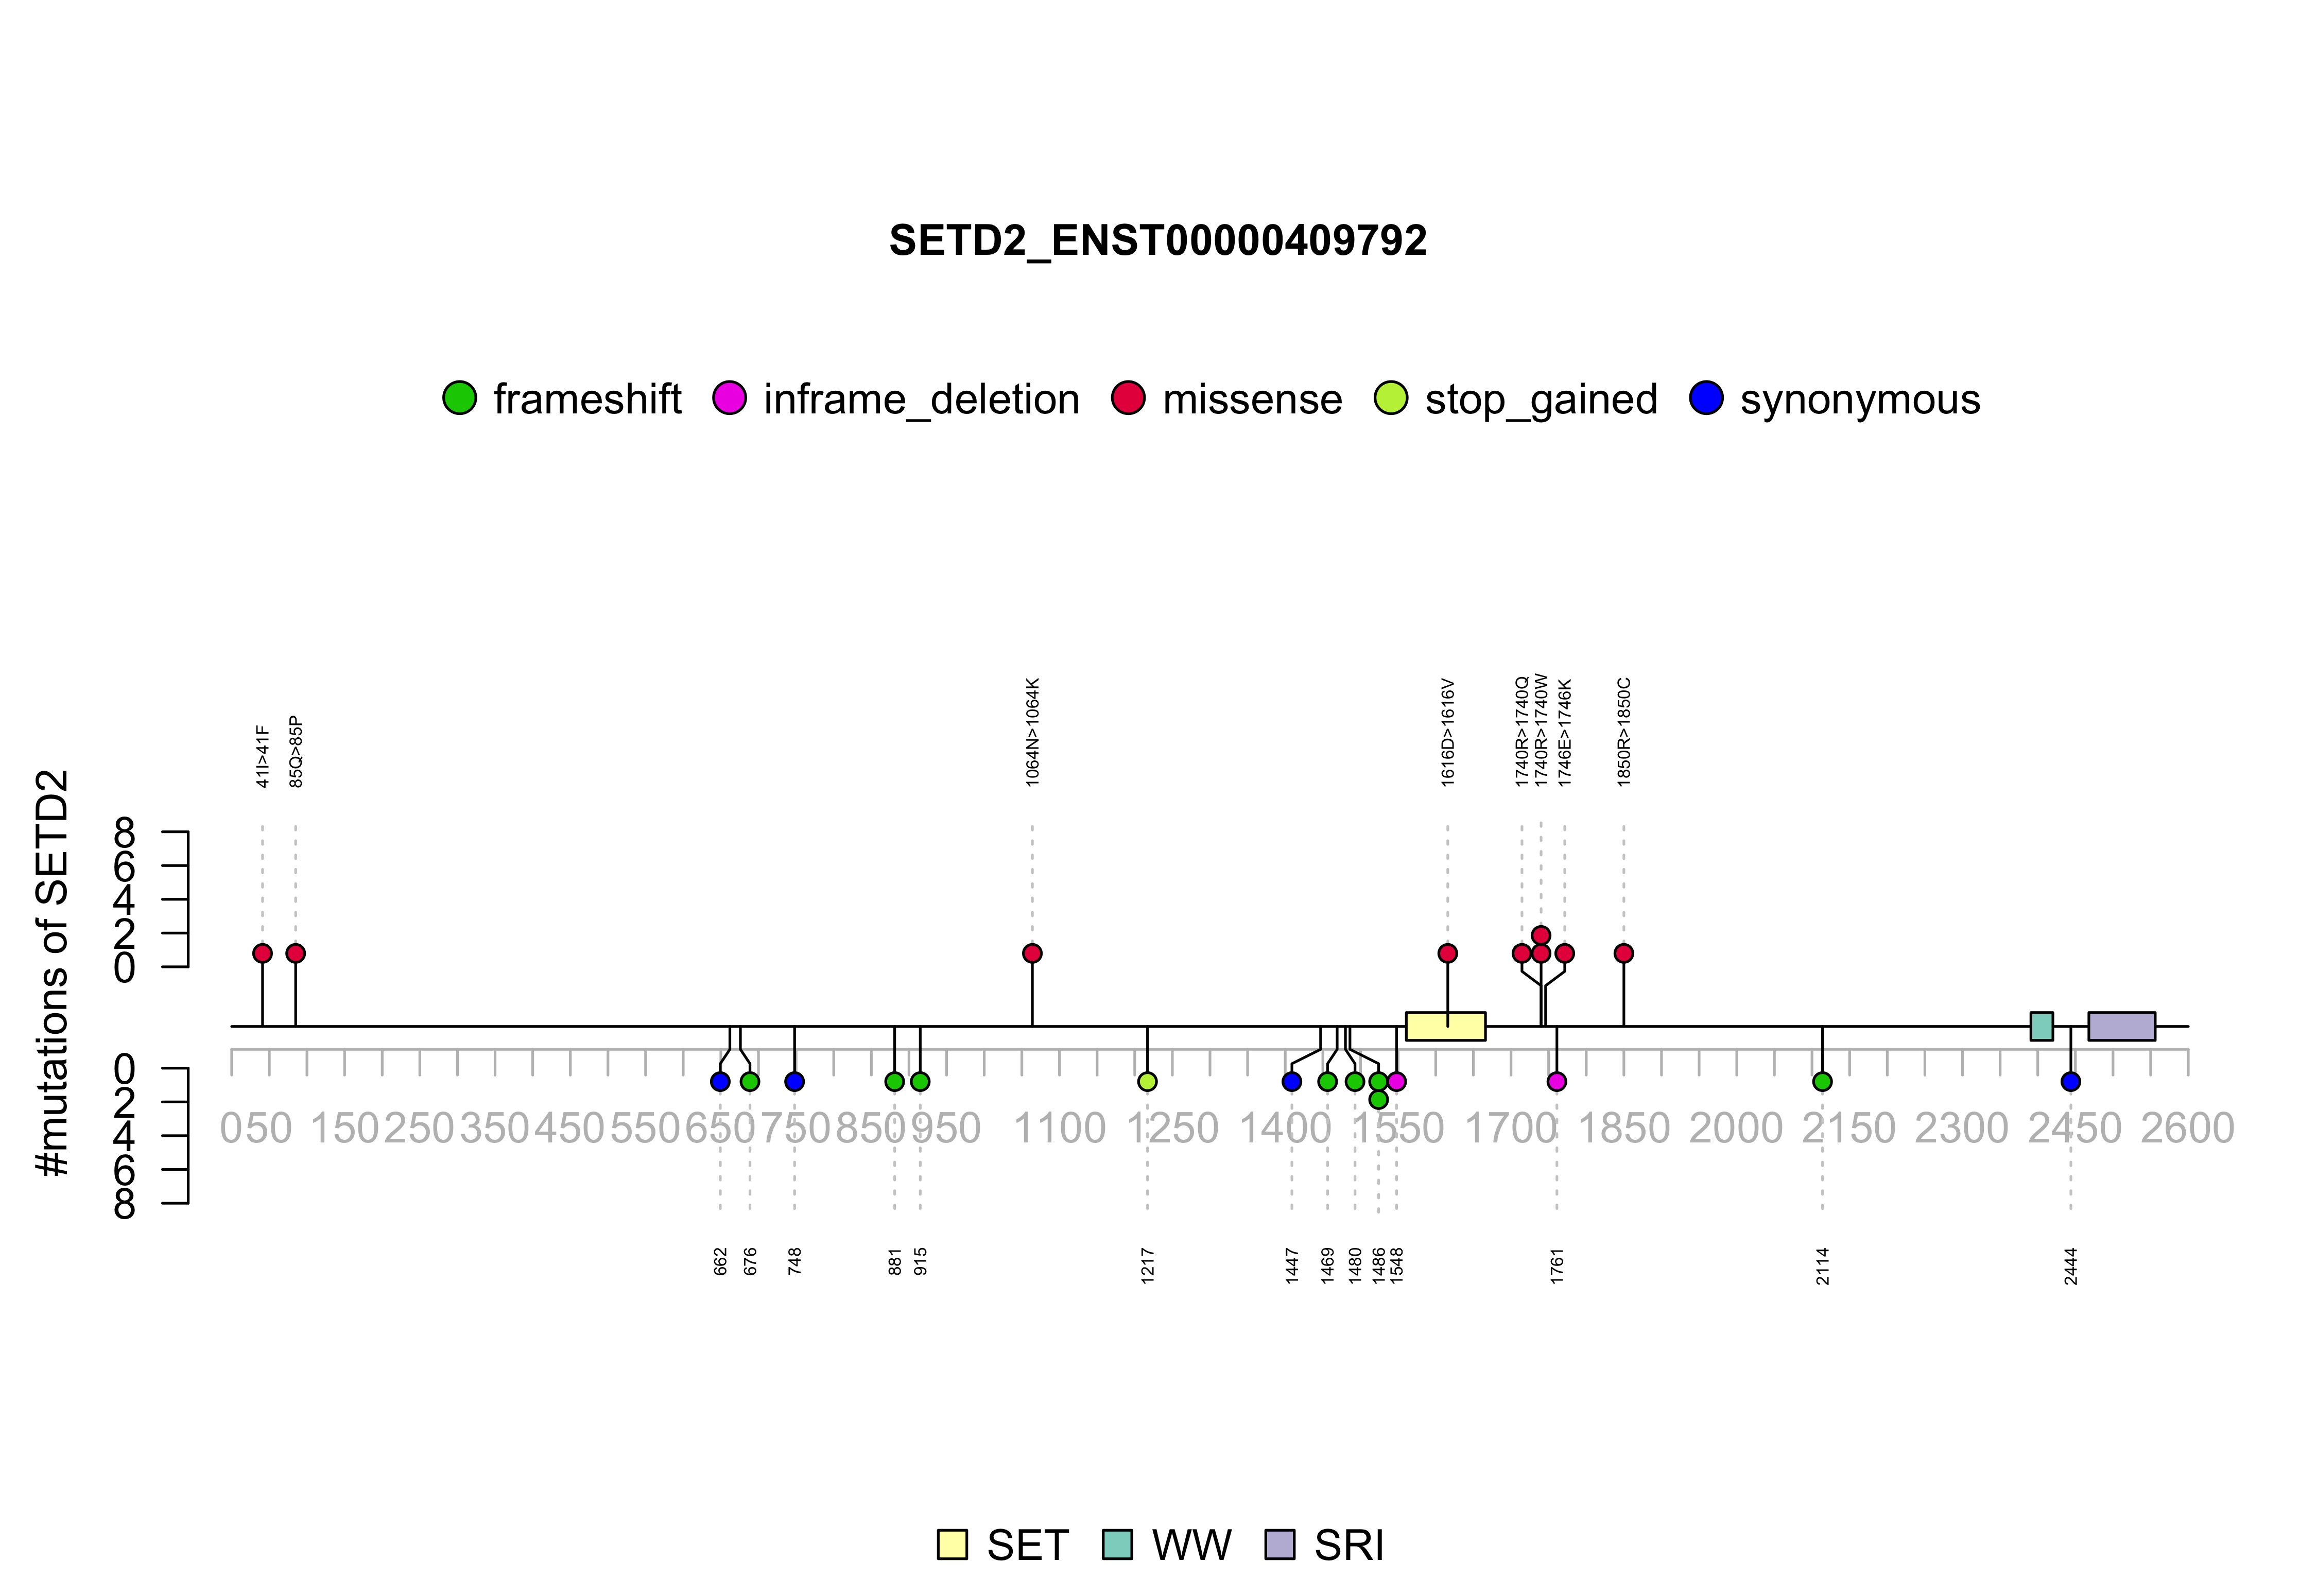 SETD2_ENST00000409792
frameshift inframe_deletion missense stop_gained synonymous
41I>41F 85Q>85P 1064N>1064K 1616D>1616V 1740R>1740Q 1740R>1740W 1746E>1746K 1850R>1850C
#mutations of SETD2
8
6
4
2
0
0
2
4
6
8
0 50 150 250 350 450 550 650 750 850 950 1100 1250 1400 1550 1700 1850 2000 2150 2300 2450 2600
662 676 748 881 915 1217 1447 1469 1480 1486 1548 1761 2114 2444
SET WW SRI